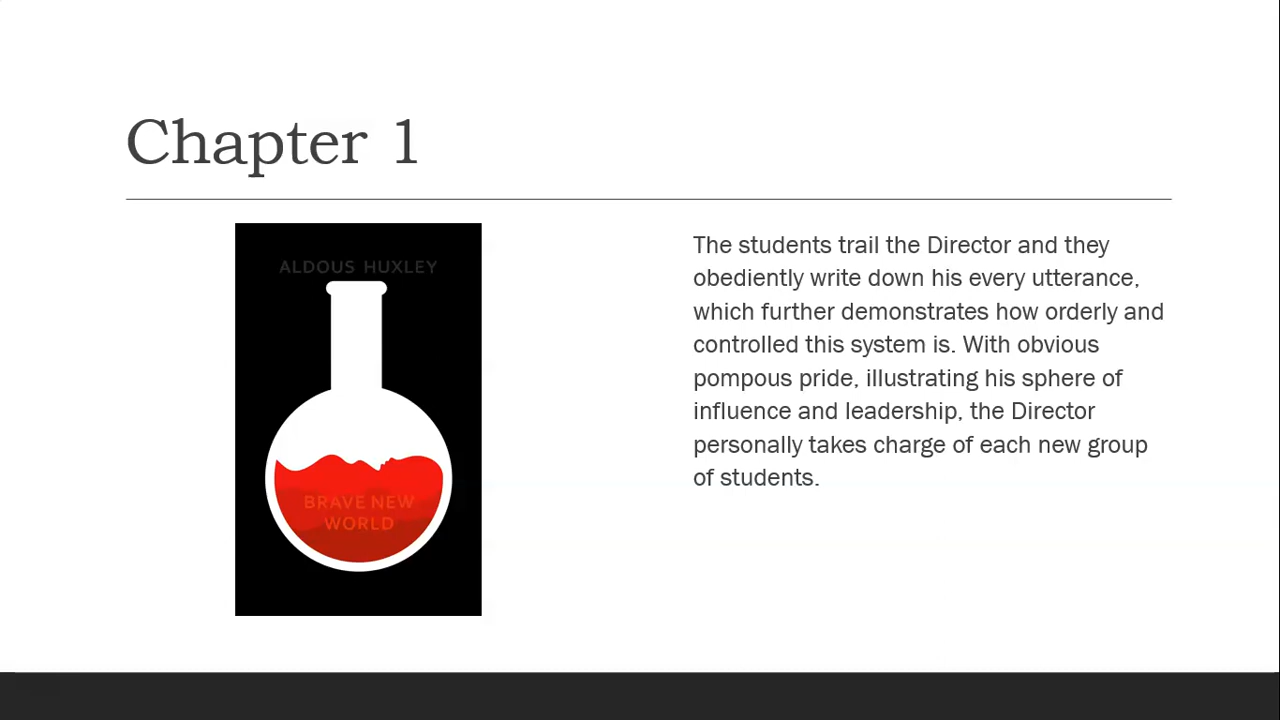 Chapter 1
ALDOUS HUXLEY
BRAVE NEW
WORLD
The students trail the Director and they
obediently write down his every utterance,
which further demonstrates how orderly and
controlled this system is. With obvious
pompous pride, illustrating his sphere of
influence and leadership, the Director
personally takes charge of each new group
of students.